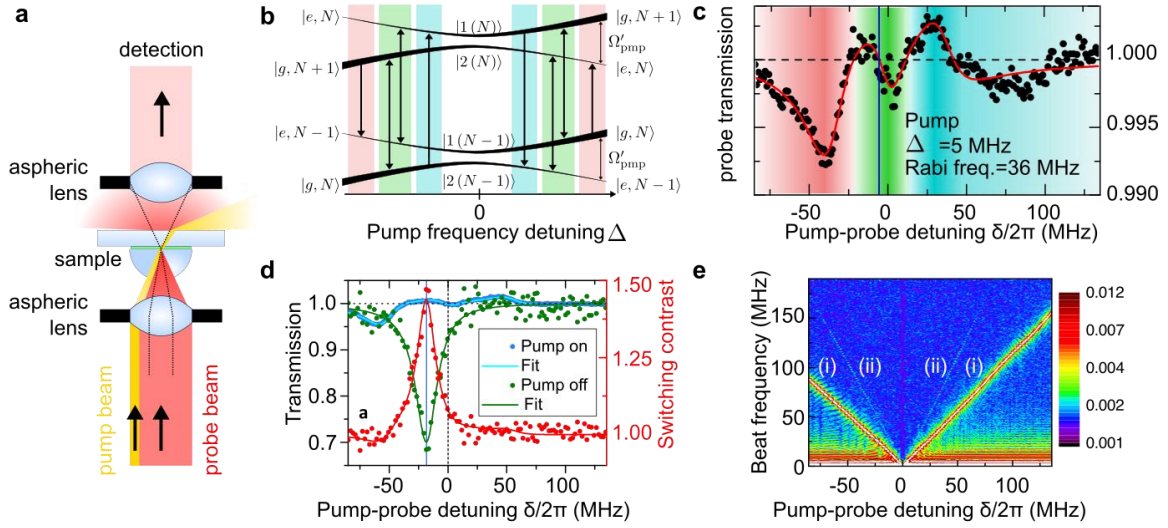 a
detection
aspheric
lens
sample
aspheric
lens
pump beam
probe beam
b
|e, N⟩
|g, N+1⟩
|1 (N)⟩
|2 (N)⟩
|g, N+1⟩
Ω′pmp
|e, N⟩
|e, N−1⟩
|g, N⟩
|1 (N−1)⟩
|2 (N−1)⟩
|g, N⟩
Ω′pmp
|e, N−1⟩
0
Pump frequency detuning Δ
c
probe transmission
1.000
0.995
0.990
Pump
Δ =5 MHz
Rabi freq.=36 MHz
-50 0 50 100
Pump-probe detuning δ/2π (MHz)
d
Transmission
1.0
0.9
0.8
0.7
a
Pump on
Fit
Pump off
Fit
1.50
1.25
1.00
Switching contrast
-50 0 50 100
Pump-probe detuning δ/2π (MHz)
e
Beat frequency (MHz)
150
100
50
0
(i) (ii) (ii) (i)
0.012
0.007
0.004
0.002
0.001
-50 0 50 100
Pump-probe detuning δ/2π (MHz)